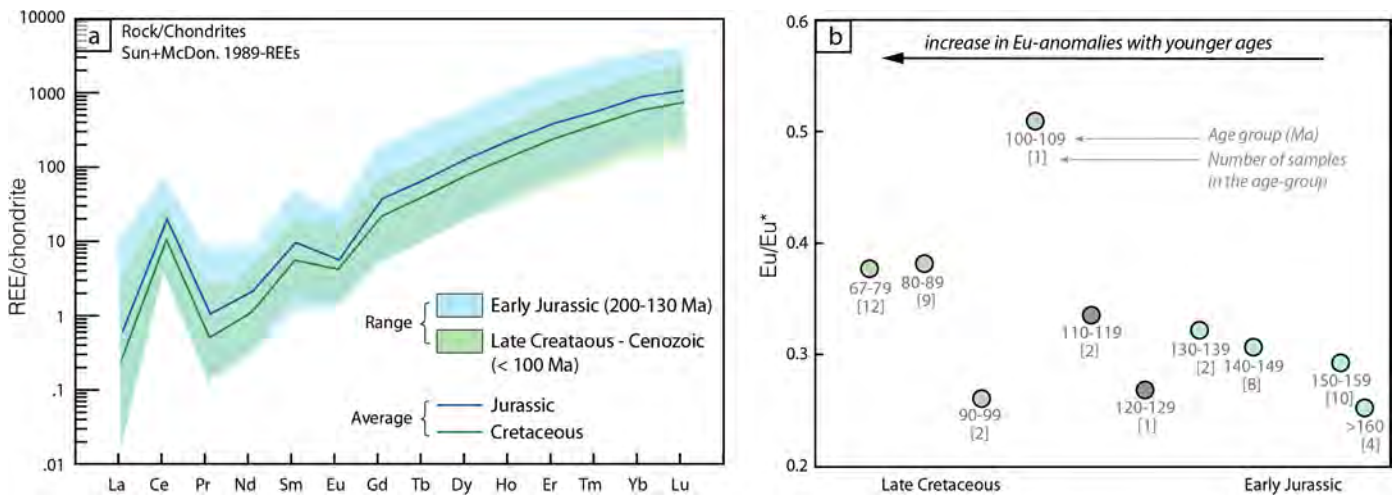 a
Rock/Chondrites
Sun+McDon. 1989-REEs
REE/chondrite
10000
1000
100
10
1
.1
.01
La Ce Pr Nd Sm Eu Gd Tb Dy Ho Er Tm Yb Lu
Range
Early Jurassic (200-130 Ma)
Late Creataous - Cenozoic
(< 100 Ma)
Average
Jurassic
Cretaceous
b
increase in Eu-anomalies with younger ages
Eu/Eu*
0.6
0.5
0.4
0.3
0.2
100-109
[1]
Age group (Ma)
Number of samples
in the age-group
67-79
[12]
80-89
[9]
90-99
[2]
110-119
[2]
120-129
[1]
130-139
[2]
140-149
[8]
150-159
[10]
>160
[4]
Late Cretaceous
Early Jurassic